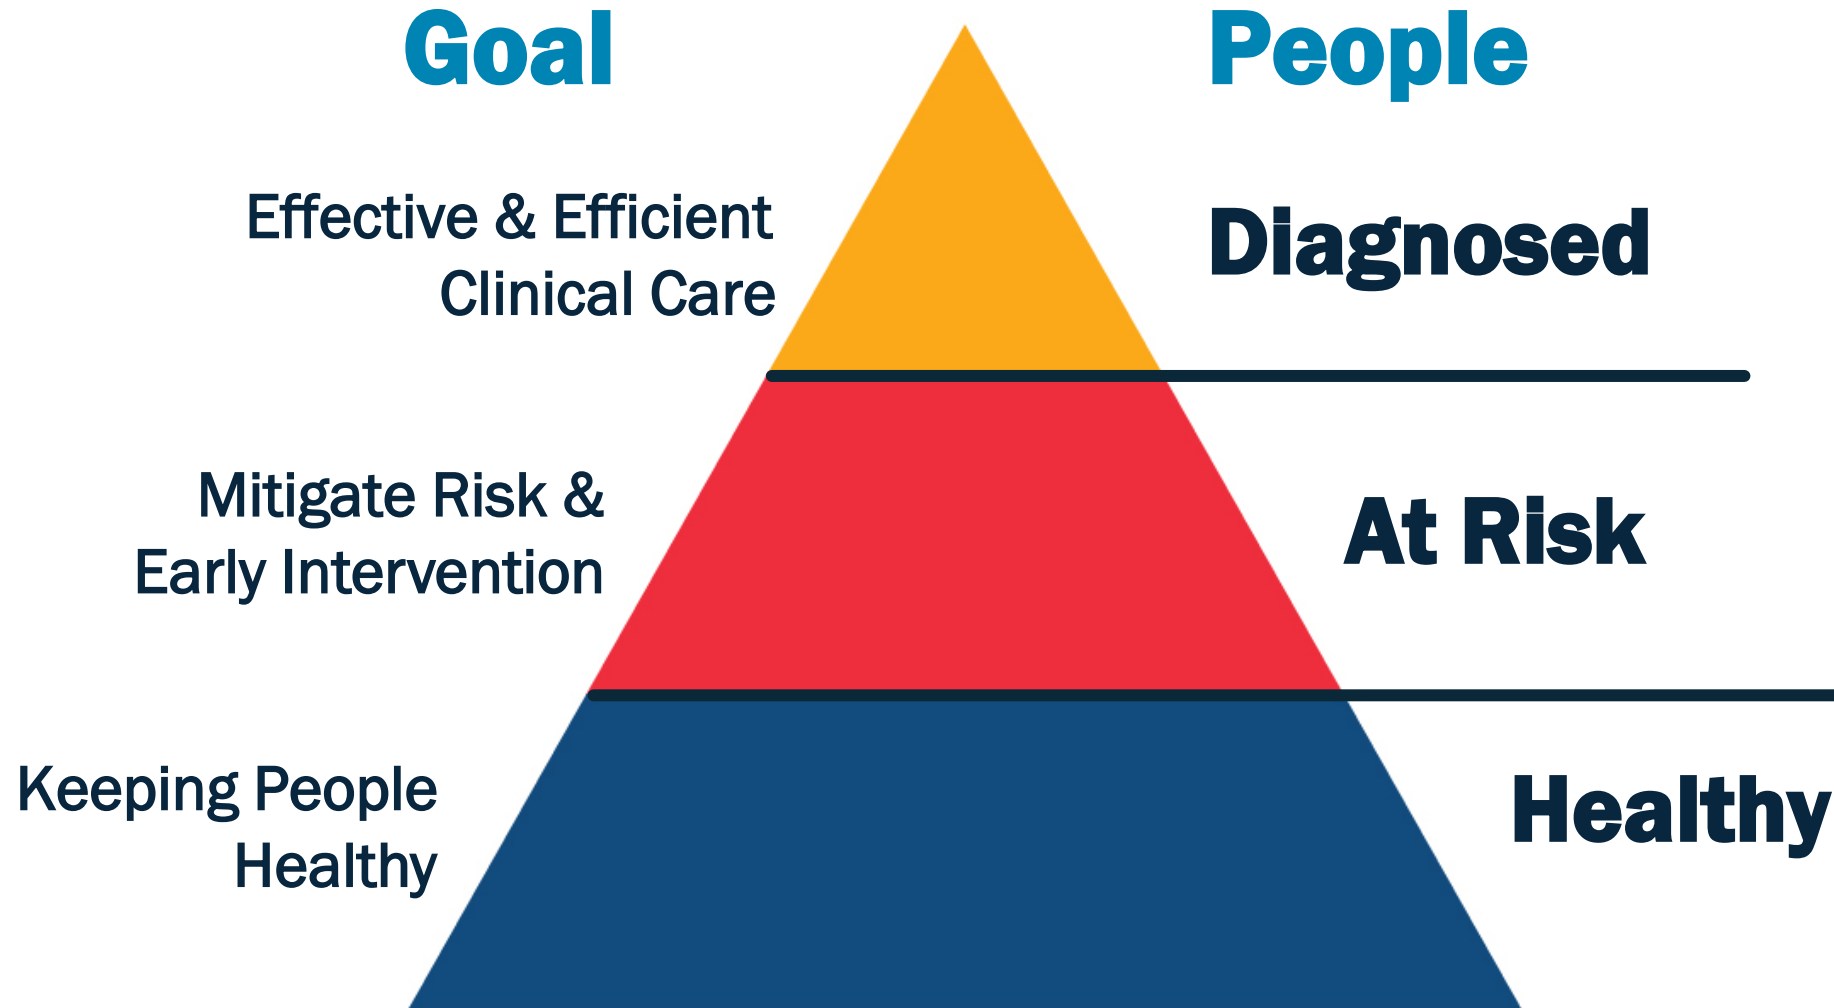 Goal
People
Effective & Efficient
Clinical Care
Diagnosed
Mitigate Risk &
Early Intervention
At Risk
Keeping People
Healthy
Healthy